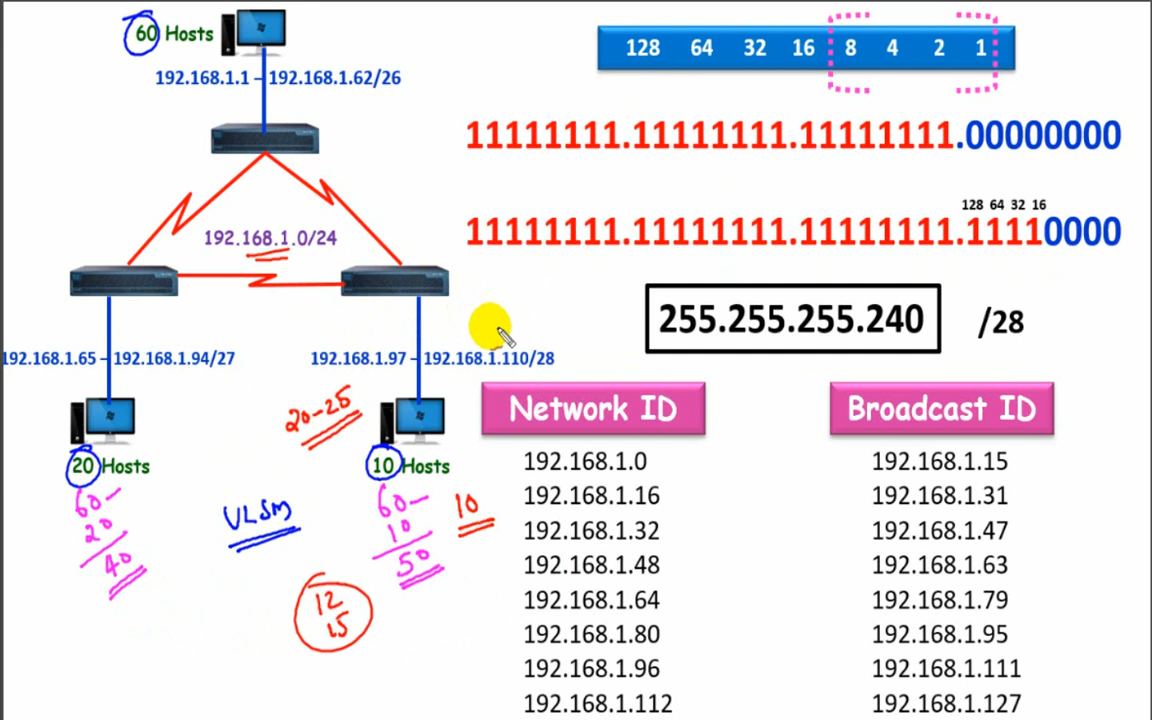 60 Hosts
192.168.1.1 – 192.168.1.62/26
192.168.1.0/24
192.168.1.65 – 192.168.1.94/27
192.168.1.97 – 192.168.1.110/28
20 Hosts
10 Hosts
60-
20
40
VLSM
20-25
60-
10
50
10
12
15
128 64 32 16 8 4 2 1
11111111.11111111.11111111.00000000
128 64 32 16
11111111.11111111.11111111.11110000
255.255.255.240 /28
Network ID Broadcast ID
192.168.1.0 192.168.1.15
192.168.1.16 192.168.1.31
192.168.1.32 192.168.1.47
192.168.1.48 192.168.1.63
192.168.1.64 192.168.1.79
192.168.1.80 192.168.1.95
192.168.1.96 192.168.1.111
192.168.1.112 192.168.1.127